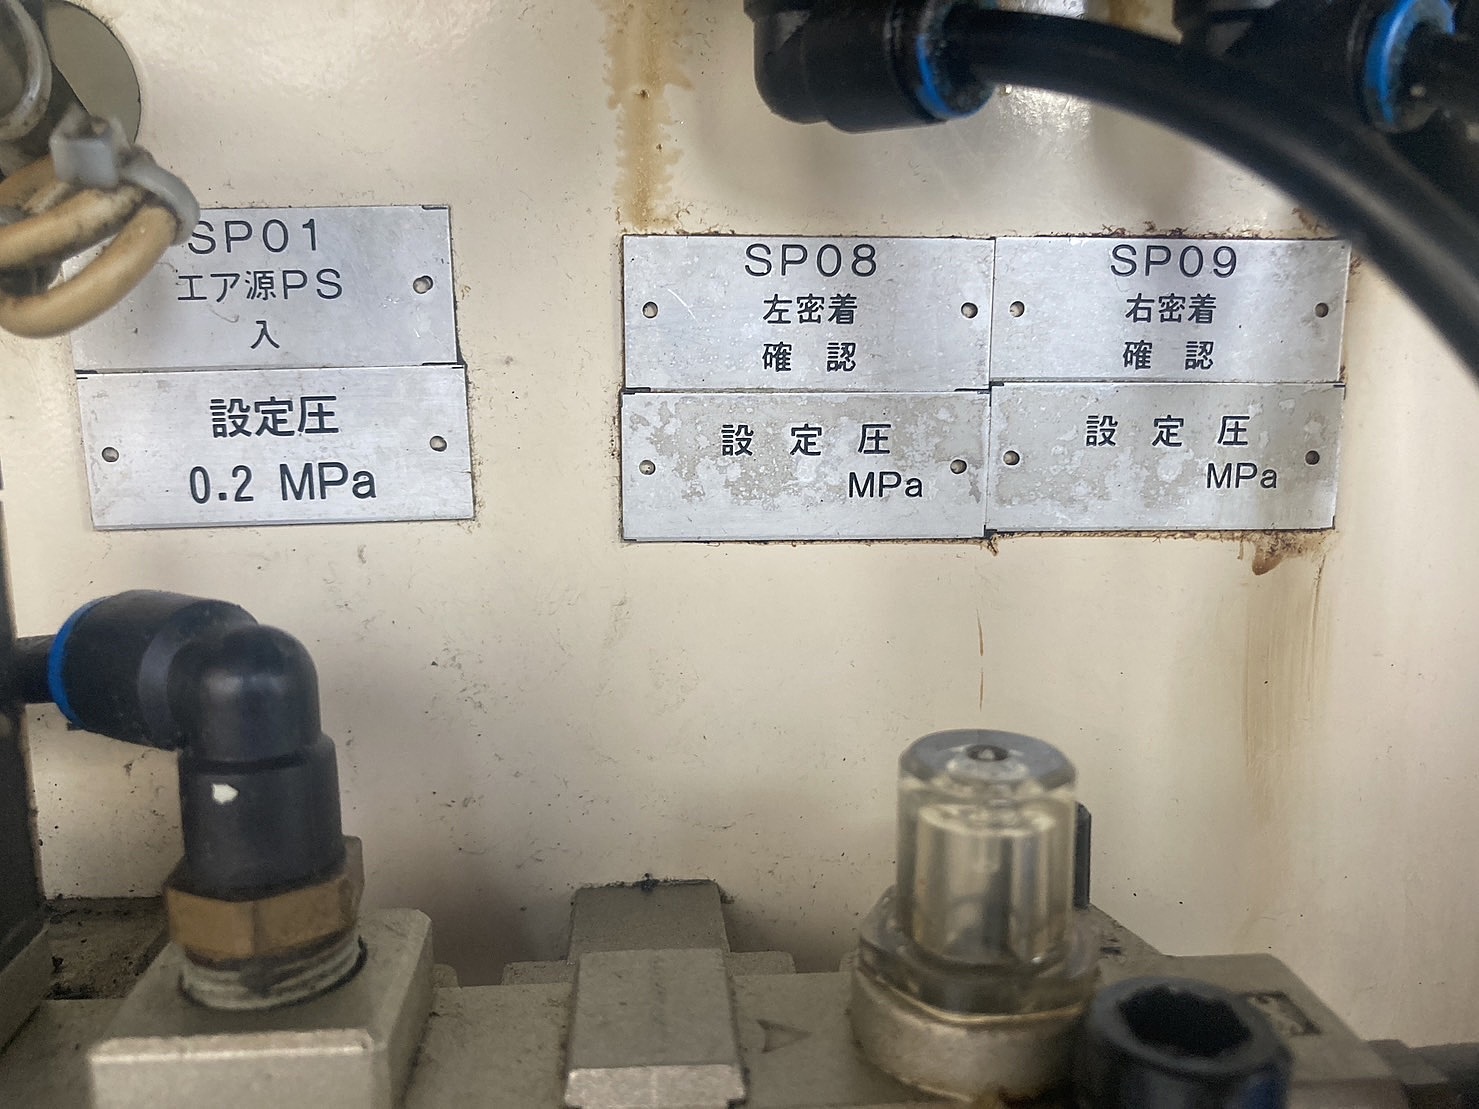 SP01
エア源PS
入
設定圧
0.2 MPa
SP08
左密着
確 認
設 定 圧
MPa
SP09
右密着
確 認
設 定 圧
MPa